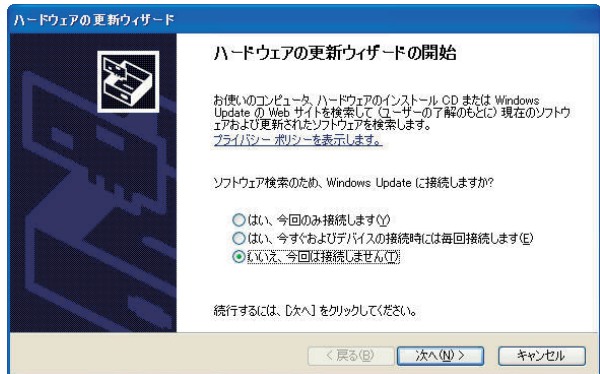 ハードウェアの更新ウィザード
ハードウェアの更新ウィザードの開始
お使いのコンピュータ、ハードウェアのインストール CD または Windows
Update の Web サイトを検索して (ユーザーの了解のもとに) 現在のソフトウ
ェアおよび更新されたソフトウェアを検索します。
プライバシー ポリシーを表示します。
ソフトウェア検索のため、Windows Update に接続しますか?
はい、今回のみ接続します(Y)
はい、今すぐおよびデバイスの接続時には毎回接続します(E)
いいえ、今回は接続しません(T)
続行するには、[次へ] をクリックしてください。
< 戻る(B) 次へ(N) > キャンセル